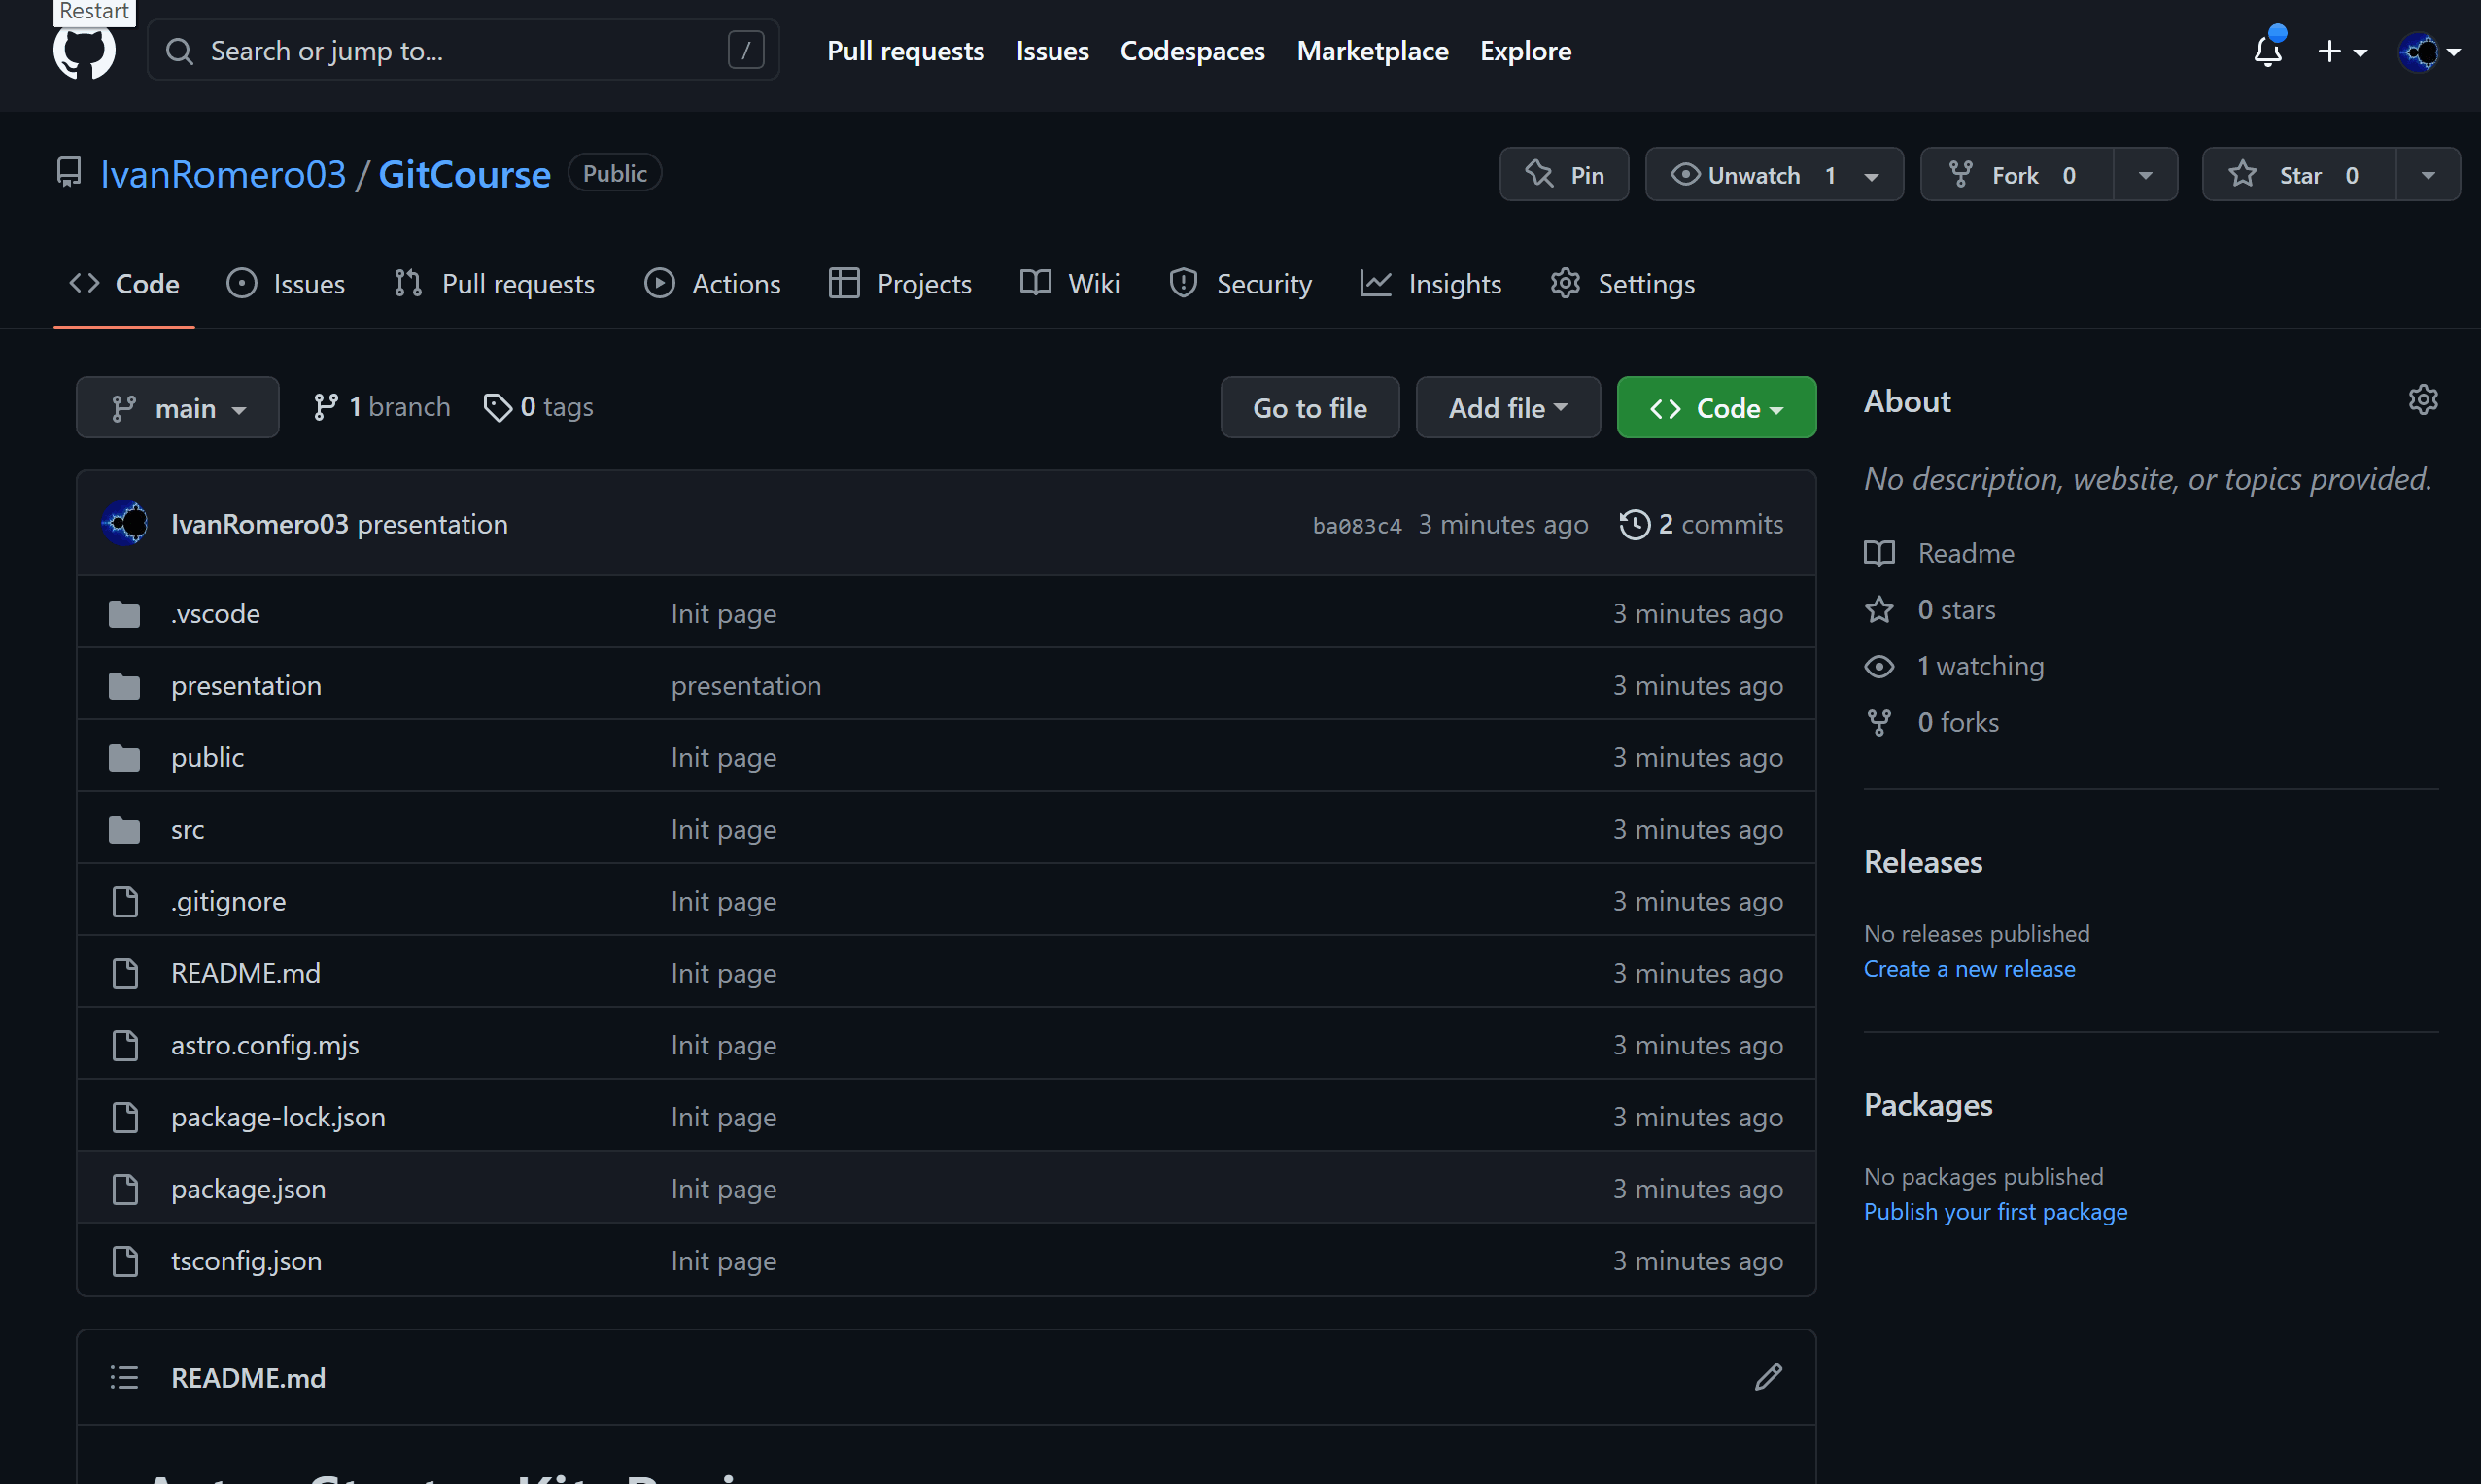 Restart
Search or jump to... / Pull requests Issues Codespaces Marketplace Explore
IvanRomero03 / GitCourse Public Pin Unwatch 1 Fork 0 Star 0
Code Issues Pull requests Actions Projects Wiki Security Insights Settings
main 1 branch 0 tags Go to file Add file Code
IvanRomero03 presentation ba083c4 3 minutes ago 2 commits
.vscode Init page 3 minutes ago
presentation presentation 3 minutes ago
public Init page 3 minutes ago
src Init page 3 minutes ago
.gitignore Init page 3 minutes ago
README.md Init page 3 minutes ago
astro.config.mjs Init page 3 minutes ago
package-lock.json Init page 3 minutes ago
package.json Init page 3 minutes ago
tsconfig.json Init page 3 minutes ago
README.md
About
No description, website, or topics provided.
Readme
0 stars
1 watching
0 forks
Releases
No releases published
Create a new release
Packages
No packages published
Publish your first package